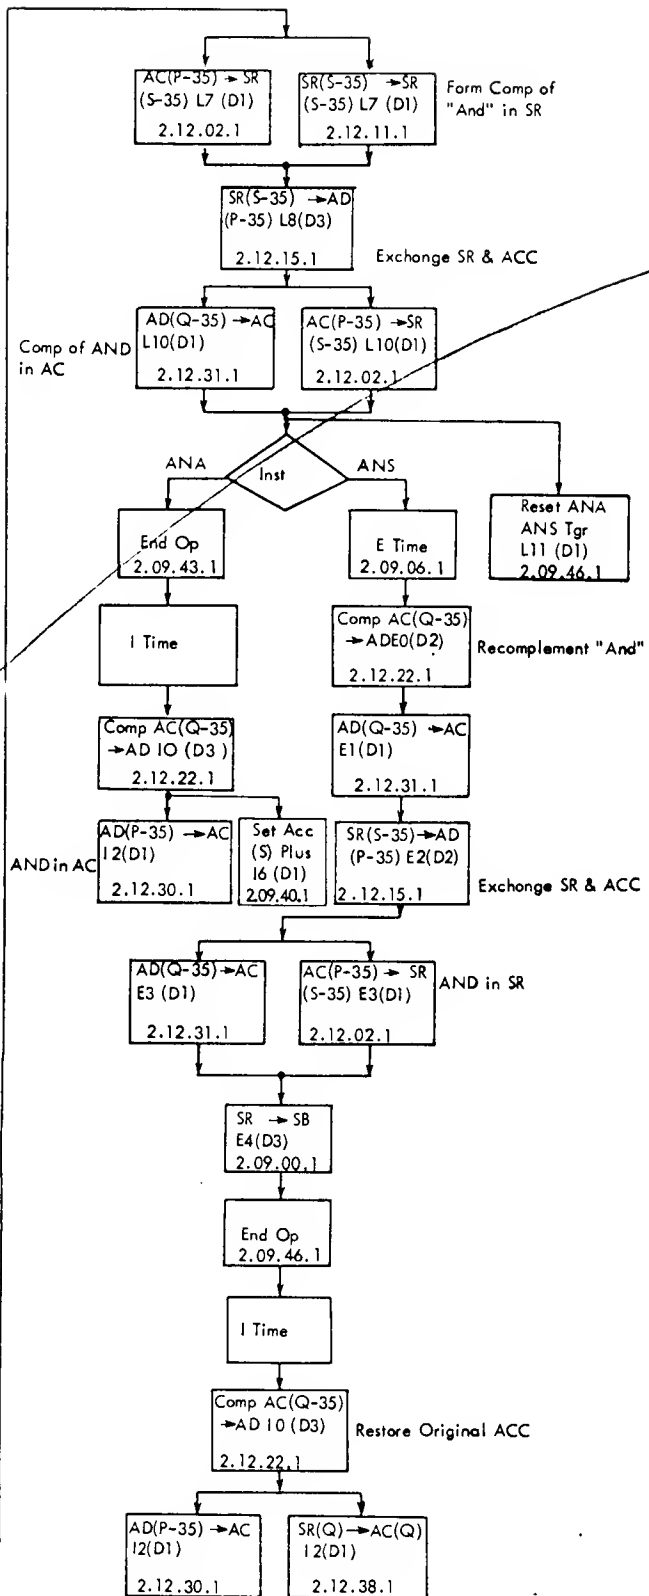 AC(P-35) → SR
(S-35) L7 (D1)
2.12.02.1
SR(S-35) →SR
(S-35) L7 (D1)
2.12.11.1
Form Comp of
"And" in SR
SR(S-35) →AD
(P-35) L8(D3)
2.12.15.1
Exchange SR & ACC
Comp of AND
in AC
AD(Q-35) →AC
L10(D1)
2.12.31.1
AC(P-35) →SR
(S-35) L10(D1)
2.12.02.1
ANA
Inst
ANS
End Op
2.09.43.1
E Time
2.09.06.1
Reset ANA
ANS Tgr
L11 (D1)
2.09.46.1
I Time
Comp AC(Q-35)
→ADE0(D2)
2.12.22.1
Recomplement "And"
Comp AC(Q-35)
→AD I0 (D3)
2.12.22.1
AD(Q-35) →AC
E1(D1)
2.12.31.1
AND in AC
AD(P-35) →AC
I2(D1)
2.12.30.1
Set Acc
(S) Plus
I6 (D1)
2.09.40.1
SR(S-35)→AD
(P-35) E2(D2)
2.12.15.1
Exchonge SR & ACC
AD(Q-35)→AC
E3 (D1)
2.12.31.1
AC(P-35)→ SR
(S-35) E3(D1)
2.12.02.1
AND in SR
SR → SB
E4(D3)
2.09.00.1
End Op
2.09.46.1
I Time
Comp AC(Q-35)
→AD I0 (D3)
2.12.22.1
Restore Original ACC
AD(P-35) →AC
I2(D1)
2.12.30.1
SR(Q)→AC(Q)
I2(D1)
2.12.38.1